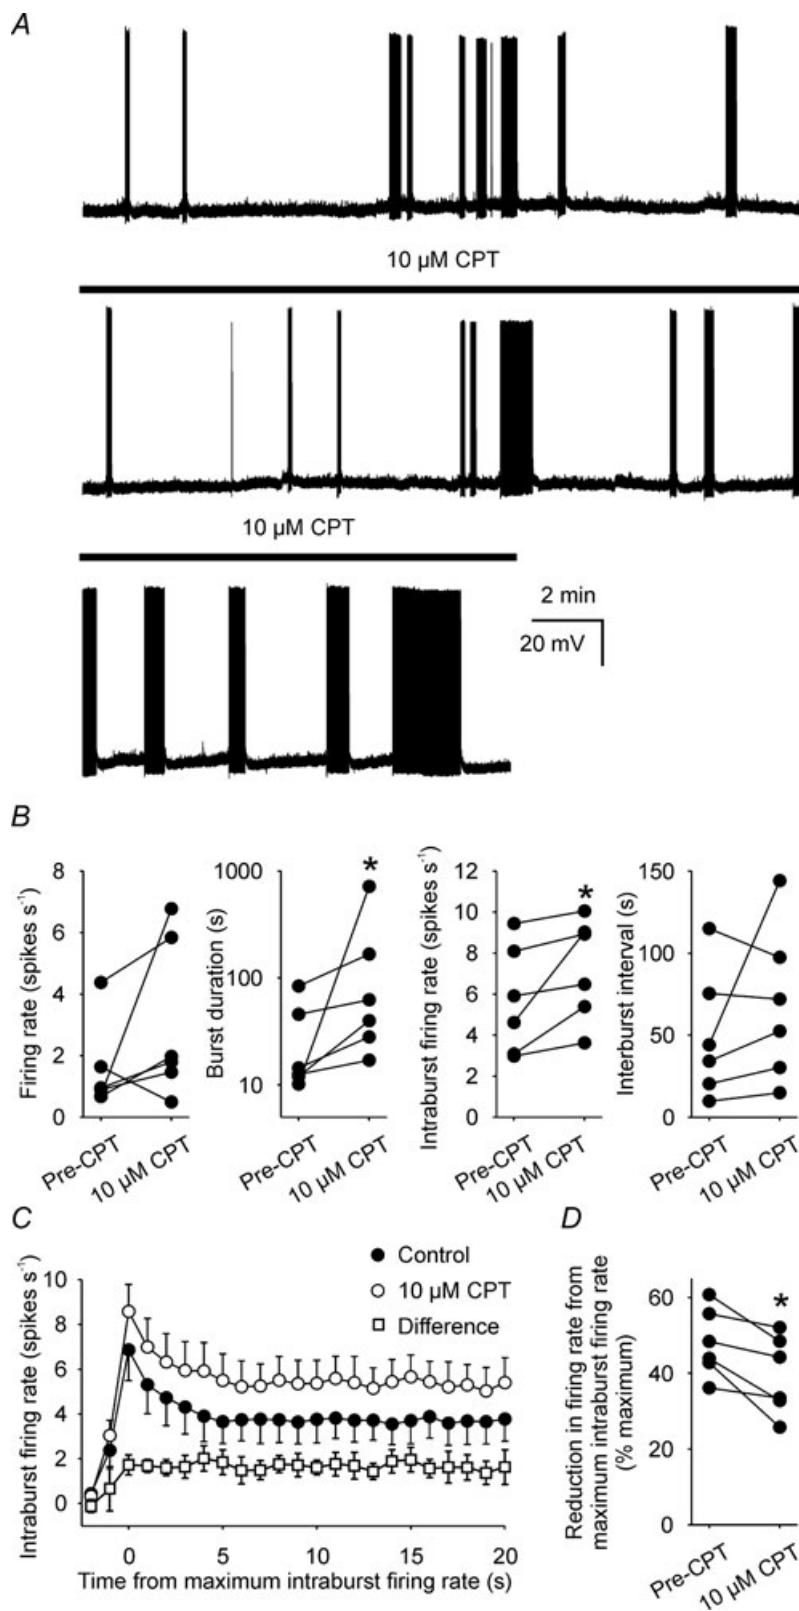 A
10 µM CPT
10 µM CPT
2 min
20 mV
B
Firing rate (spikes s⁻¹)
8
6
4
2
0
Pre-CPT
10 µM CPT
Burst duration (s)
1000
100
10
*
Pre-CPT
10 µM CPT
Intraburst firing rate (spikes s⁻¹)
12
10
8
6
4
2
0
*
Pre-CPT
10 µM CPT
Interburst interval (s)
150
100
50
0
Pre-CPT
10 µM CPT
C
Intraburst firing rate (spikes s⁻¹)
10
8
6
4
2
0
Control
10 µM CPT
Difference
0 5 10 15 20
Time from maximum intraburst firing rate (s)
D
Reduction in firing rate from
maximum intraburst firing rate
(% maximum)
60
40
20
0
*
Pre-CPT
10 µM CPT